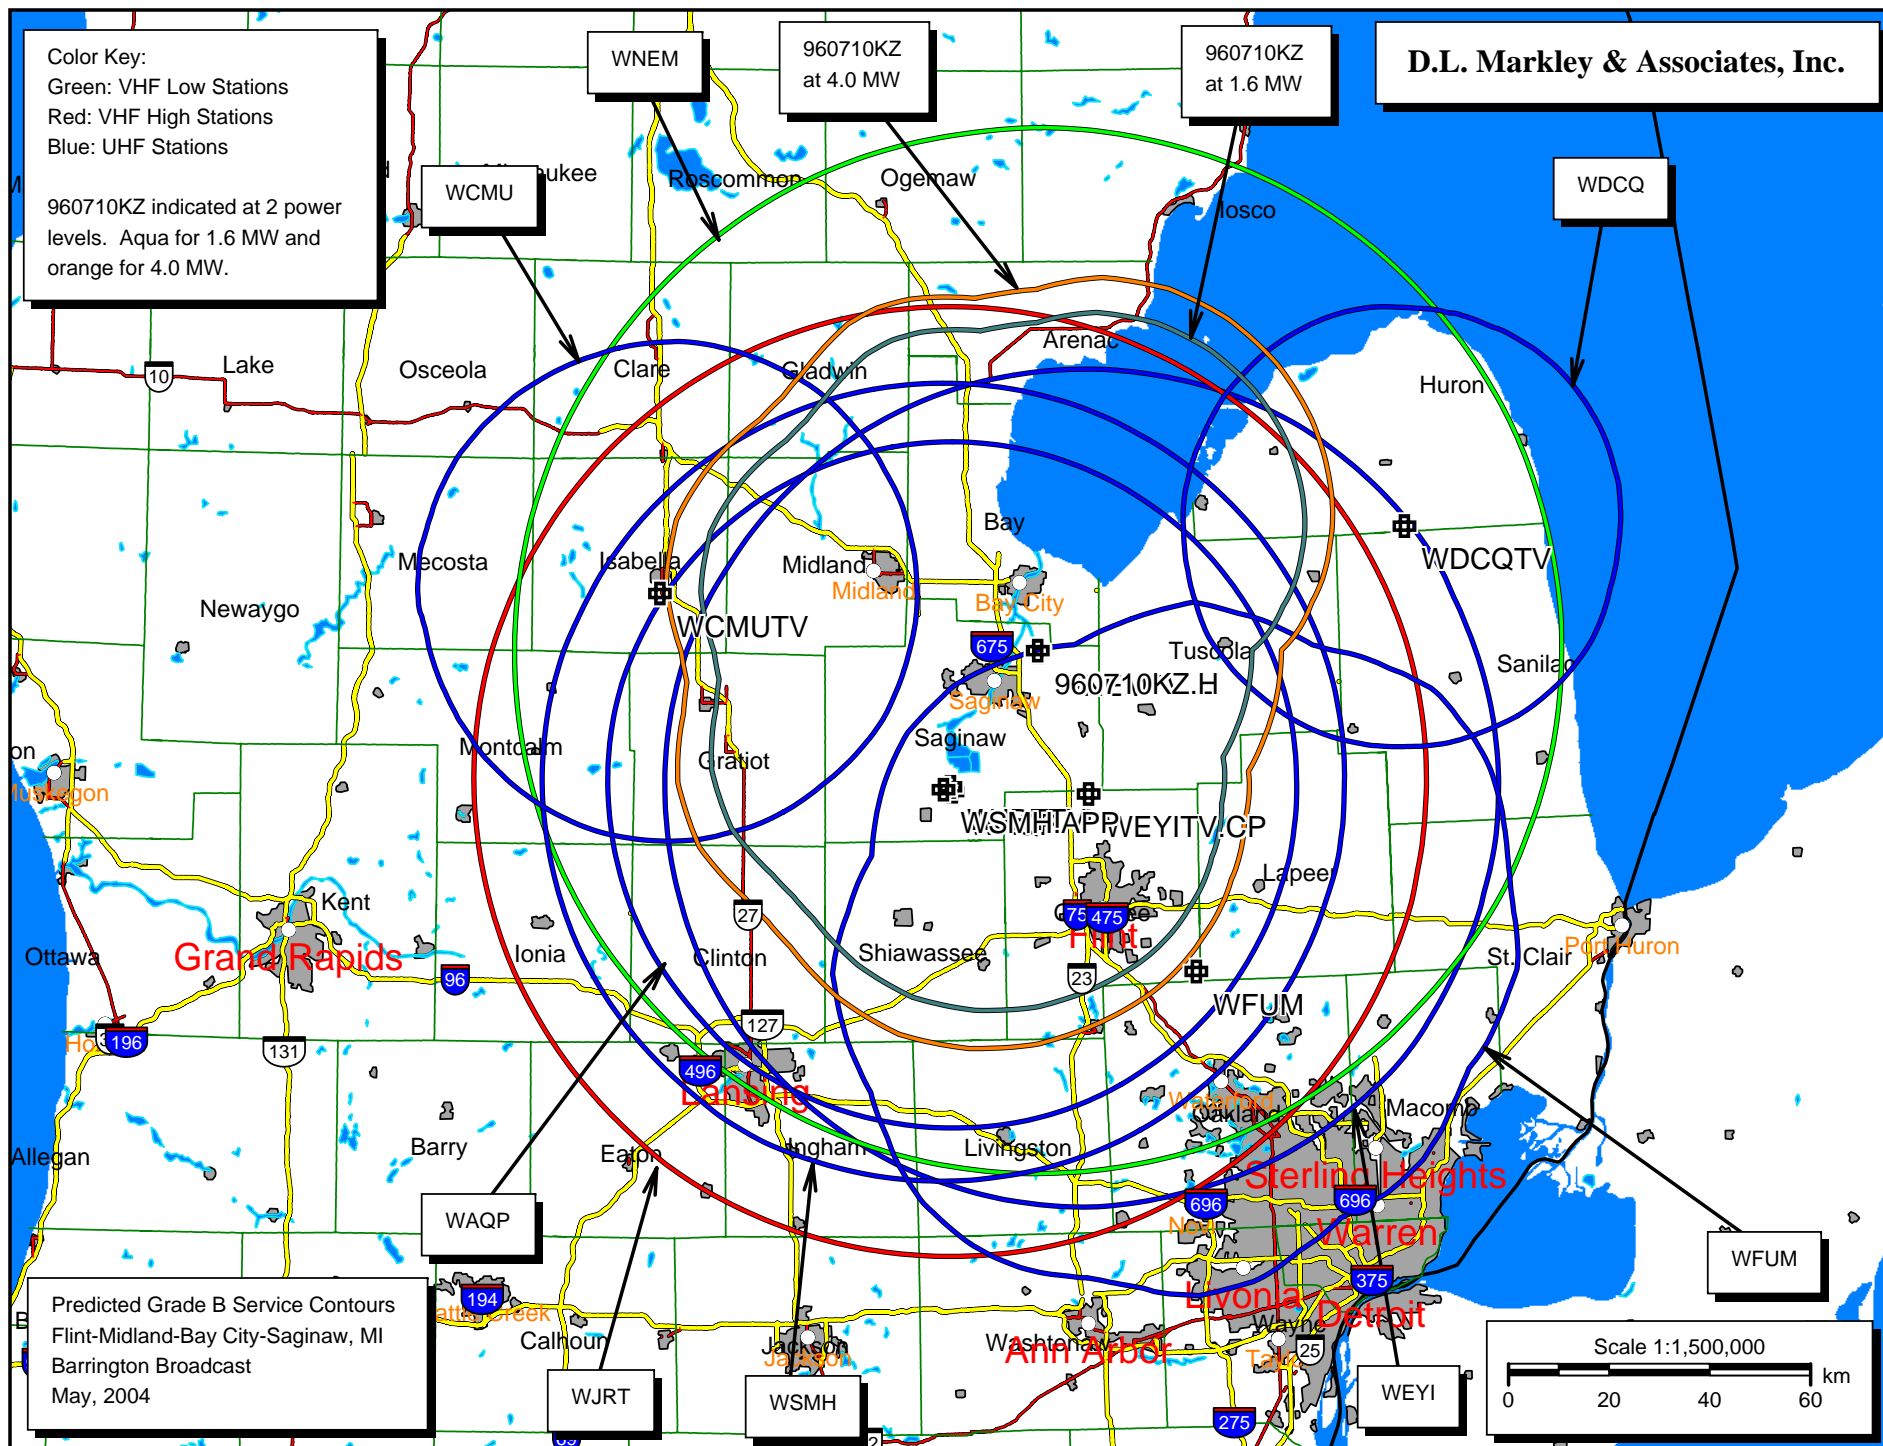 Color Key:
Green: VHF Low Stations
Red: VHF High Stations
Blue: UHF Stations
960710KZ indicated at 2 power
levels. Aqua for 1.6 MW and
orange for 4.0 MW.
WNEM
960710KZ
at 4.0 MW
960710KZ
at 1.6 MW
D.L. Markley & Associates, Inc.
WCMU
WDCQ
Roscommon
Ogemaw
Iosco
Lake
Osceola
Clare
Gladwin
Arenac
Huron
10
Mecosta
Isabella
Midland
Midland
Bay
Bay City
WDCQTV
Newaygo
WCMUTV
675
Tuscola
Sanilac
960710KZ.H
Saginaw
Saginaw
Montcalm
Gratiot
Muskegon
WEYITV.CP
Kent
27
Lapeer
75
475
Flint
Ottawa
Grand Rapids
Ionia
Clinton
Shiawassee
St. Clair
Port Huron
96
23
WFUM
127
196
131
496
Lansing
Waterford
Oakland
Macomb
Allegan
Barry
Eaton
Ingham
Livingston
Sterling Heights
696
696
WAQP
Warren
WFUM
194
375
Livonia
Detroit
Calhoun
Jackson
Jackson
Washtenaw
Ann Arbor
Wayne
25
275
WJRT
WSMH
WEYI
Predicted Grade B Service Contours
Flint-Midland-Bay City-Saginaw, MI
Barrington Broadcast
May, 2004
Scale 1:1,500,000
km
0 20 40 60